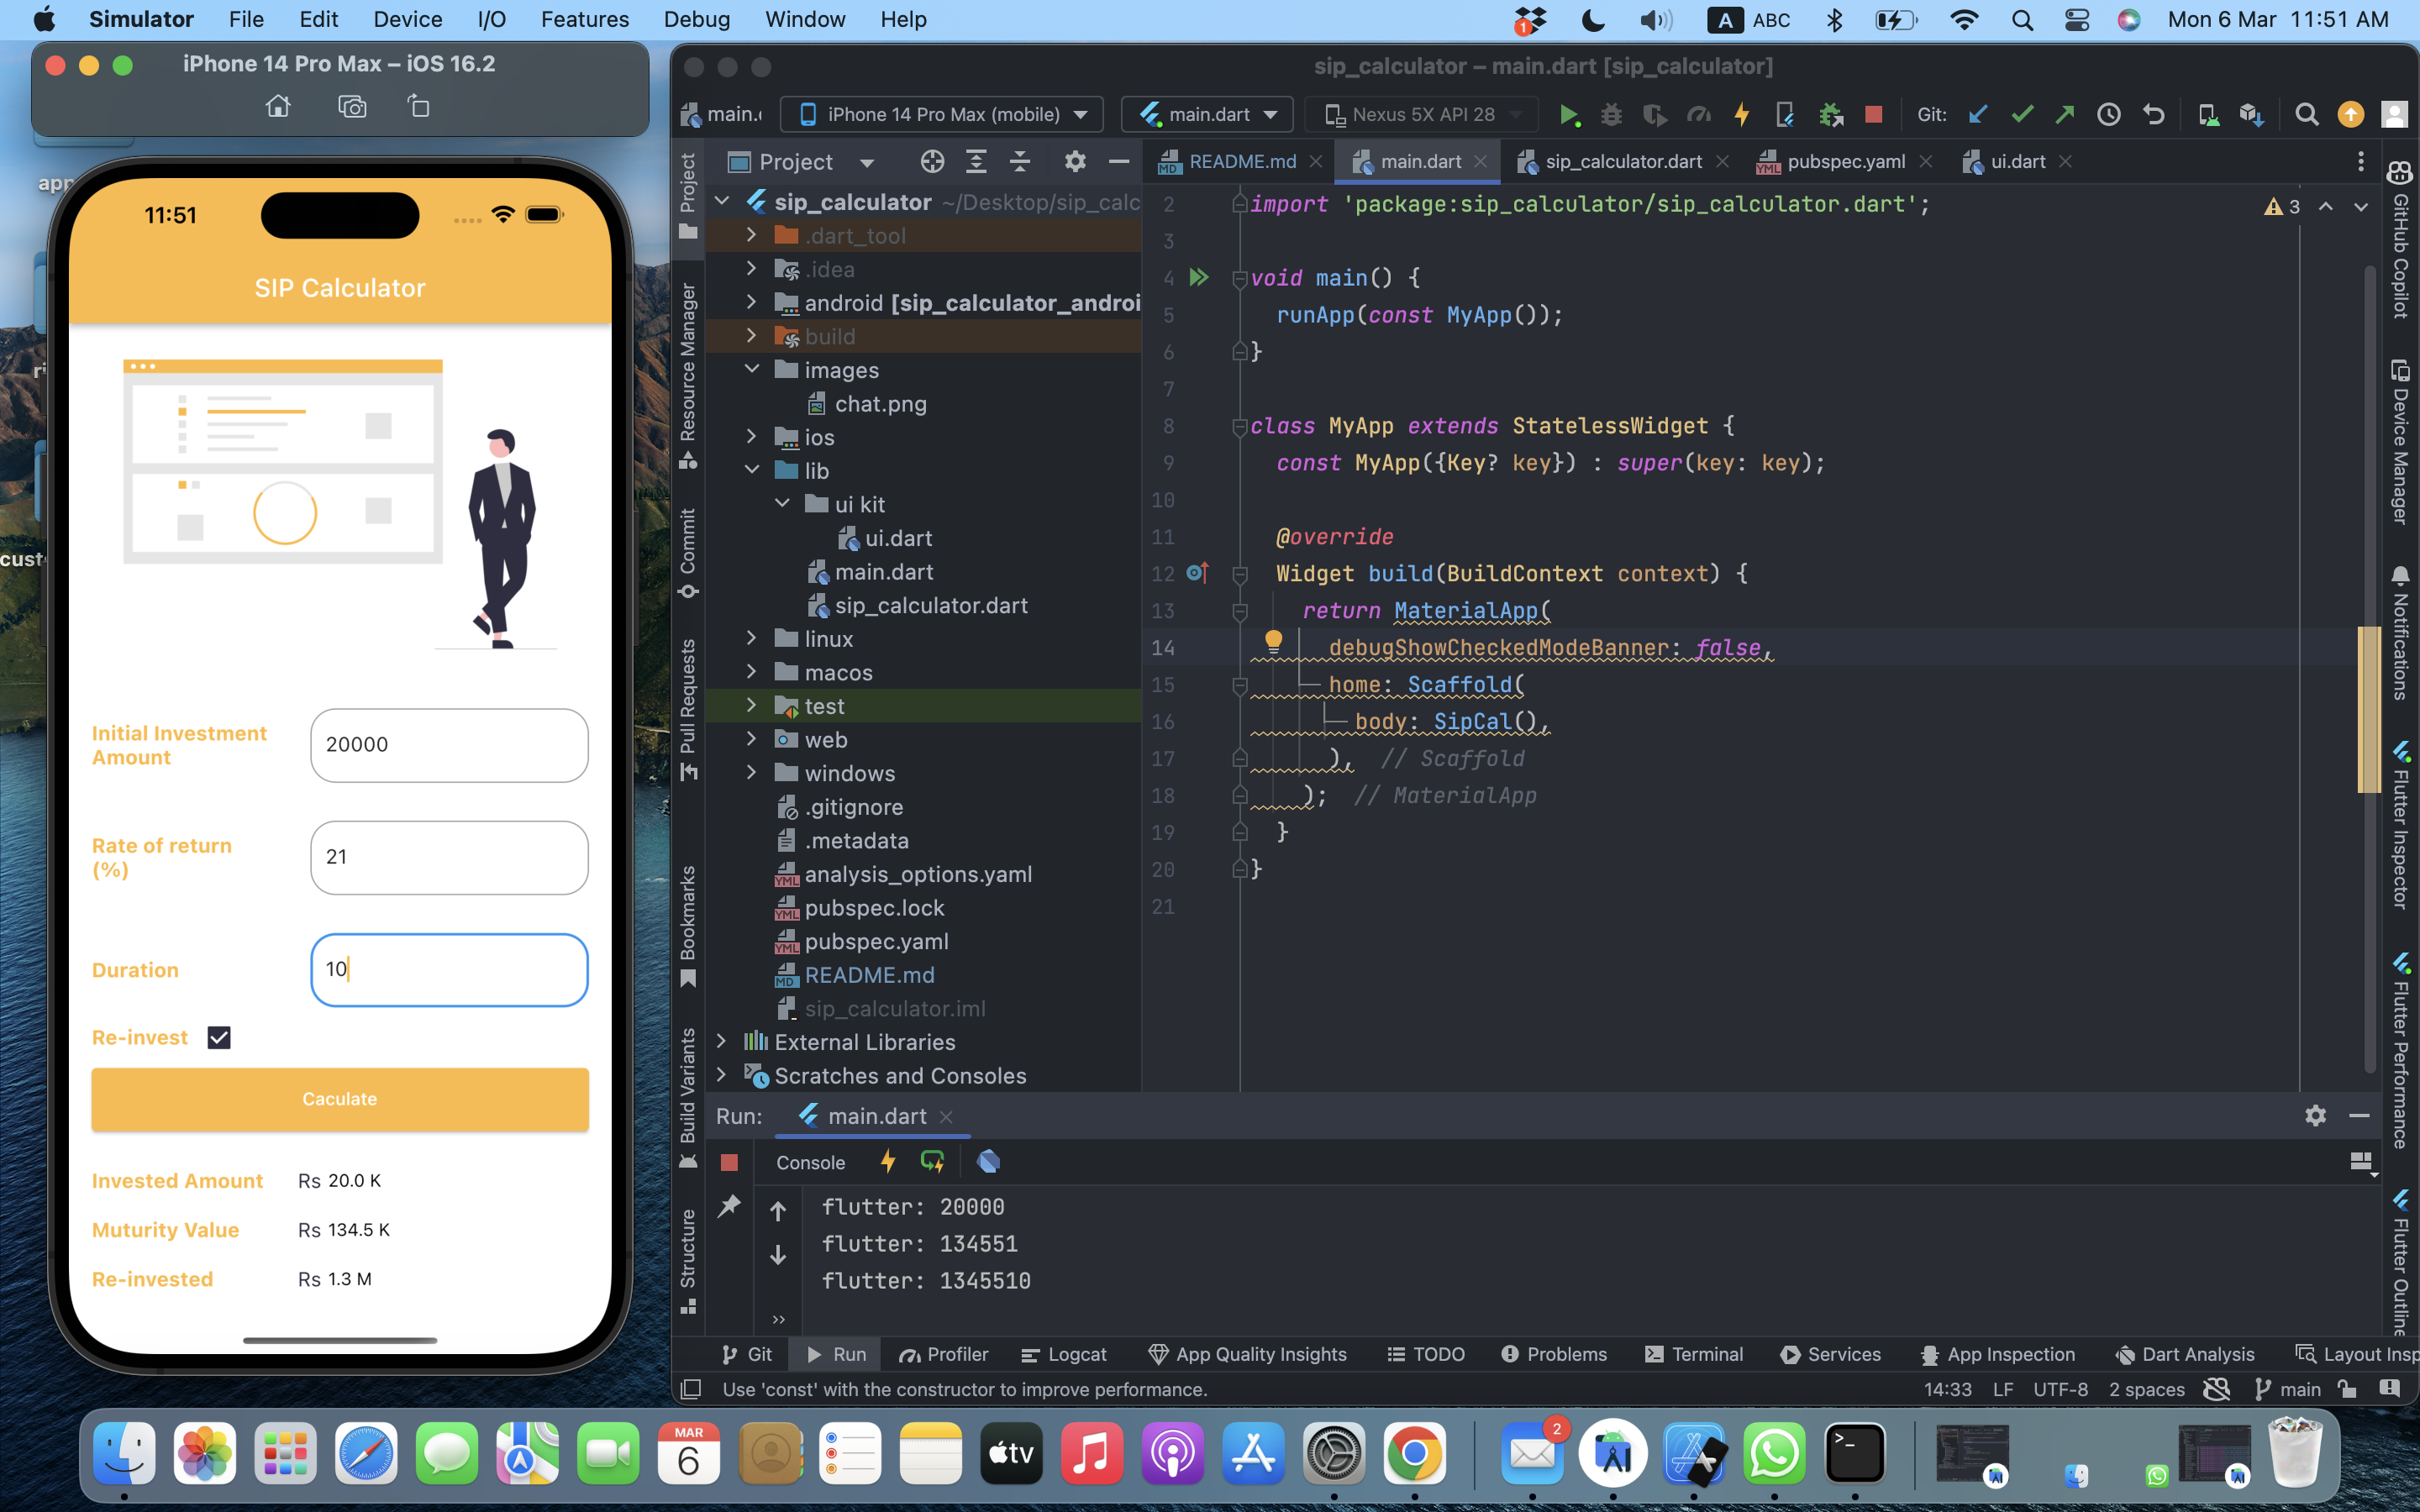 Simulator File Edit Device I/O Features Debug Window Help
1 A ABC Mon 6 Mar 11:51 AM
iPhone 14 Pro Max – iOS 16.2
app
ri
cust
11:51
SIP Calculator
Initial Investment
Amount
20000
Rate of return
(%)
21
Duration
10
Re-invest
Caculate
Invested Amount Rs 20.0 K
Muturity Value Rs 134.5 K
Re-invested Rs 1.3 M
sip_calculator – main.dart [sip_calculator]
main.
iPhone 14 Pro Max (mobile) main.dart Nexus 5X API 28 Git:
Project
README.md main.dart sip_calculator.dart pubspec.yaml ui.dart
Project
Resource Manager
Commit
Pull Requests
Bookmarks
Build Variants
Structure
sip_calculator ~/Desktop/sip_calc
.dart_tool
.idea
android [sip_calculator_androi
build
images
chat.png
ios
lib
ui kit
ui.dart
main.dart
sip_calculator.dart
linux
macos
test
web
windows
.gitignore
.metadata
analysis_options.yaml
pubspec.lock
pubspec.yaml
README.md
sip_calculator.iml
External Libraries
Scratches and Consoles
3
2 import 'package:sip_calculator/sip_calculator.dart';
3
4 void main() {
5 runApp(const MyApp());
6 }
7
8 class MyApp extends StatelessWidget {
9 const MyApp({Key? key}) : super(key: key);
10
11 @override
12 Widget build(BuildContext context) {
13 return MaterialApp(
14 debugShowCheckedModeBanner: false,
15 home: Scaffold(
16 body: SipCal(),
17 ), // Scaffold
18 ); // MaterialApp
19 }
20 }
21
GitHub Copilot
Device Manager
Notifications
Flutter Inspector
Flutter Performance
Flutter Outline
Run: main.dart
Console
flutter: 20000
flutter: 134551
flutter: 1345510
Git Run Profiler Logcat App Quality Insights TODO Problems Terminal Services App Inspection Dart Analysis Layout Insp
Use 'const' with the constructor to improve performance. 14:33 LF UTF-8 2 spaces main
MAR
6
tv
2